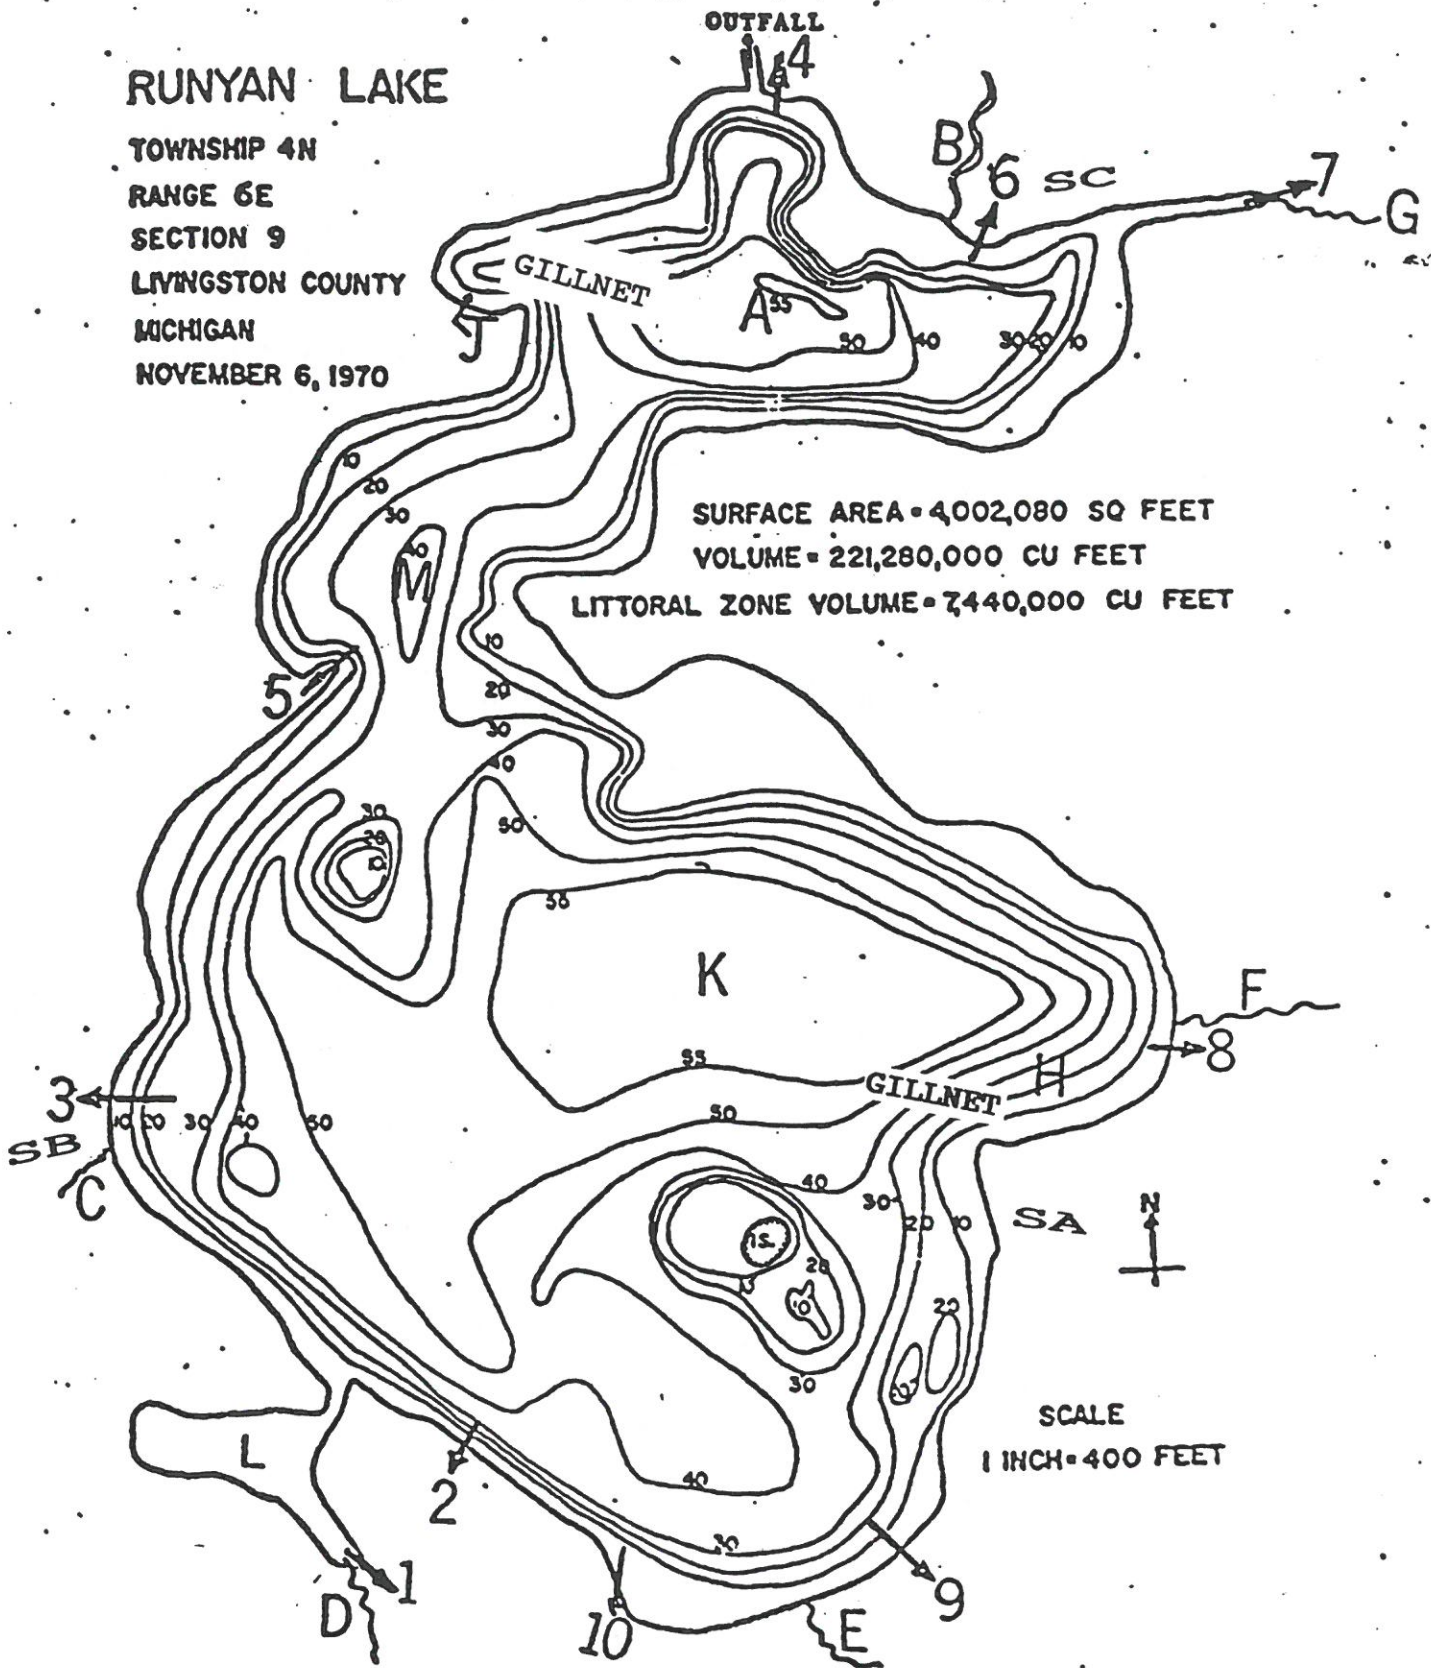 OUTFALL
4
RUNYAN LAKE
TOWNSHIP 4N
RANGE 6E
SECTION 9
LIVINGSTON COUNTY
MICHIGAN
NOVEMBER 6, 1970
B
6 SC
7
G
GILLNET
A 55
J
50 40 30 20 10
10
20
30
40
M
SURFACE AREA = 4,002,080 SQ FEET
VOLUME = 221,280,000 CU FEET
LITTORAL ZONE VOLUME = 7,440,000 CU FEET
10
5
20
30
40
30
20
10
50
K
F
8
55
H
GILLNET
3
10 20 30 40 50
50
SB
C
40
30
20 10
SA
N
IS.
20
10
20
20
30
SCALE
1 INCH = 400 FEET
L
2
40
30
1
D
10
E
9